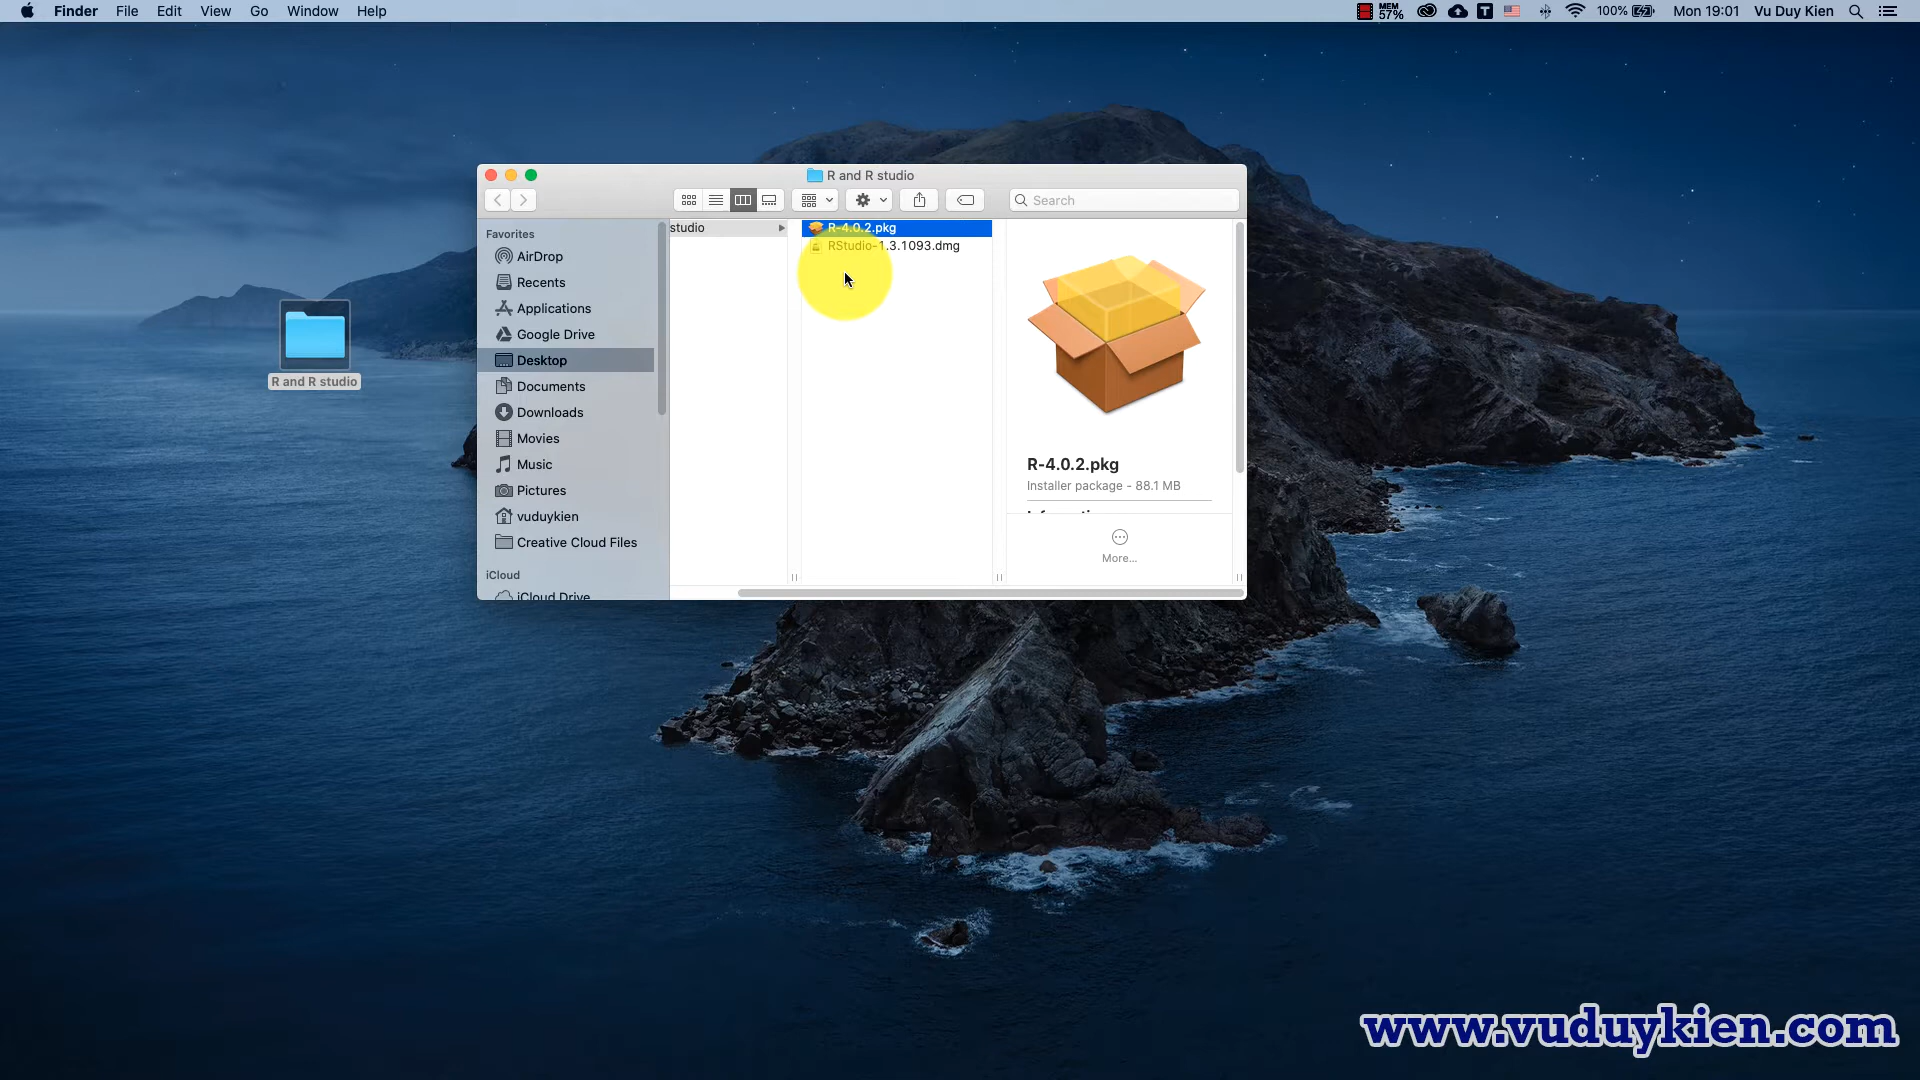 Finder File Edit View Go Window Help
MEM 57% T 100% Mon 19:01 Vu Duy Kien
R and R studio
Search
Favorites
AirDrop
Recents
Applications
Google Drive
Desktop
Documents
Downloads
Movies
Music
Pictures
vuduykien
Creative Cloud Files
iCloud
iCloud Drive
studio
R-4.0.2.pkg
RStudio-1.3.1093.dmg
R-4.0.2.pkg
Installer package - 88.1 MB
More...
R and R studio
www.vuduykien.com